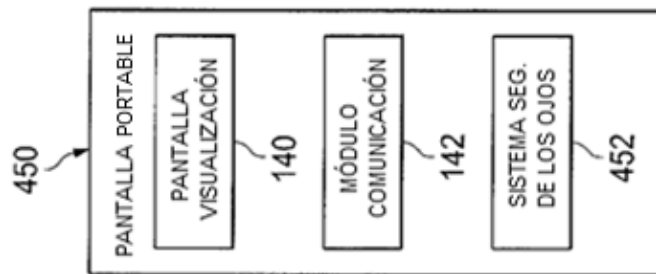 450
PANTALLA PORTABLE
PANTALLA
VISUALIZACIÓN
140
MÓDULO
COMUNICACIÓN
142
SISTEMA SEG.
DE LOS OJOS
452